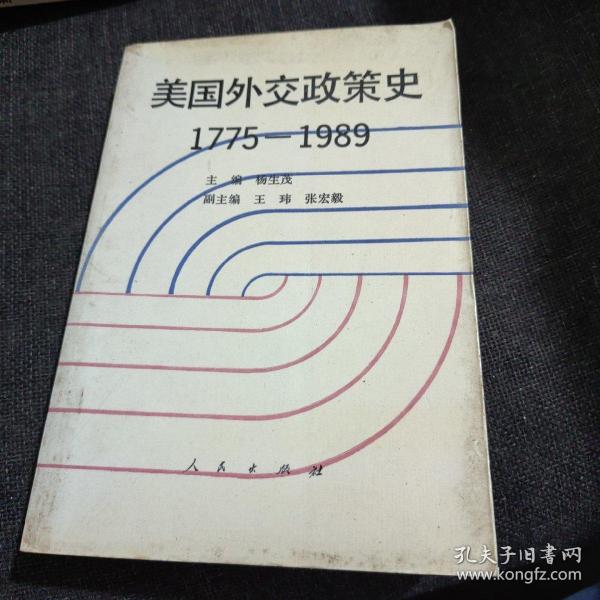 美国外交政策史
1775—1989
主 编 杨生茂
副主编 王 玮 张宏毅
人民出版社
孔夫子旧书网
www.kongfz.com